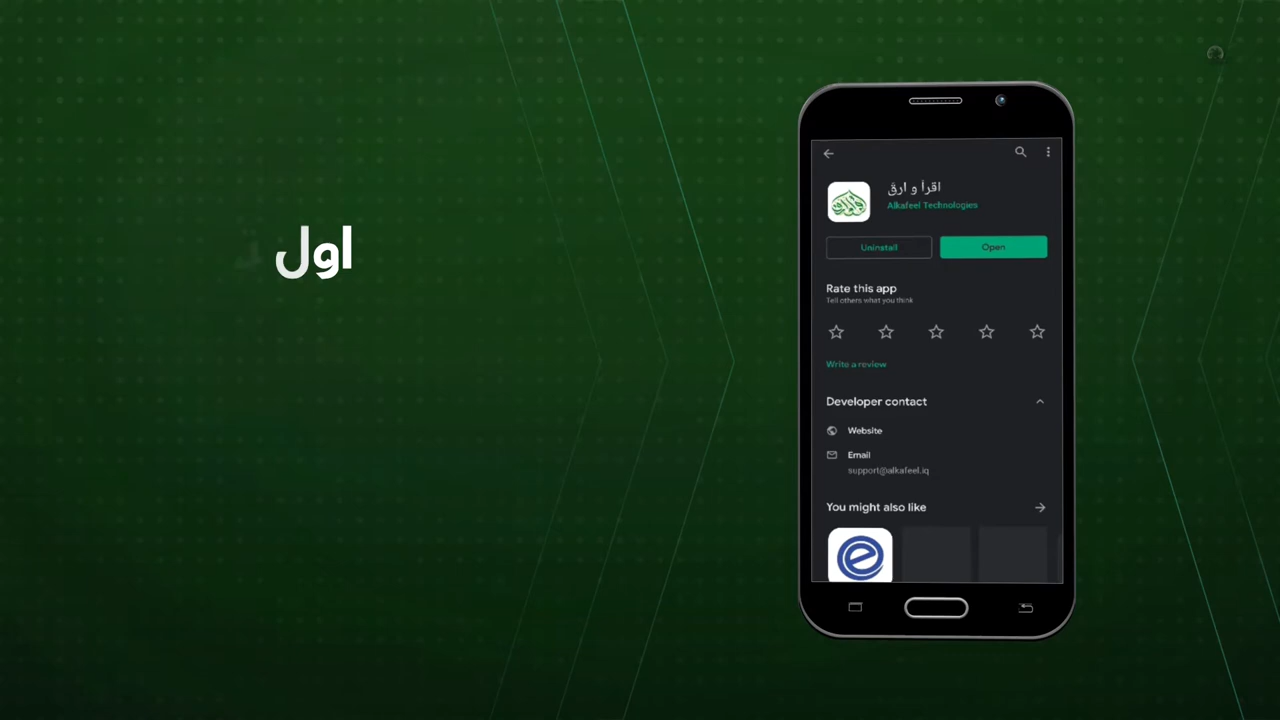 اول
اقرأ و ارق
Alkafeel Technologies
Uninstall
Open
Rate this app
Tell others what you think
Write a review
Developer contact
Website
Email
support@alkafeel.iq
You might also like